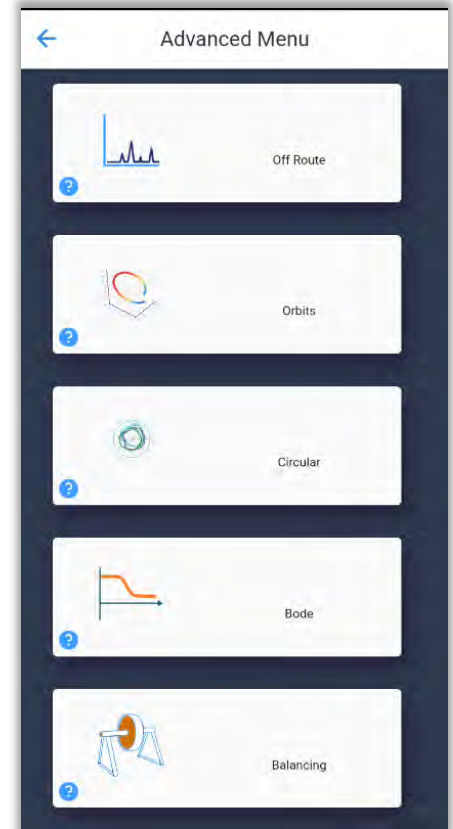 Advanced Menu
Off Route
?
Orbits
?
Circular
?
Bode
?
Balancing
?